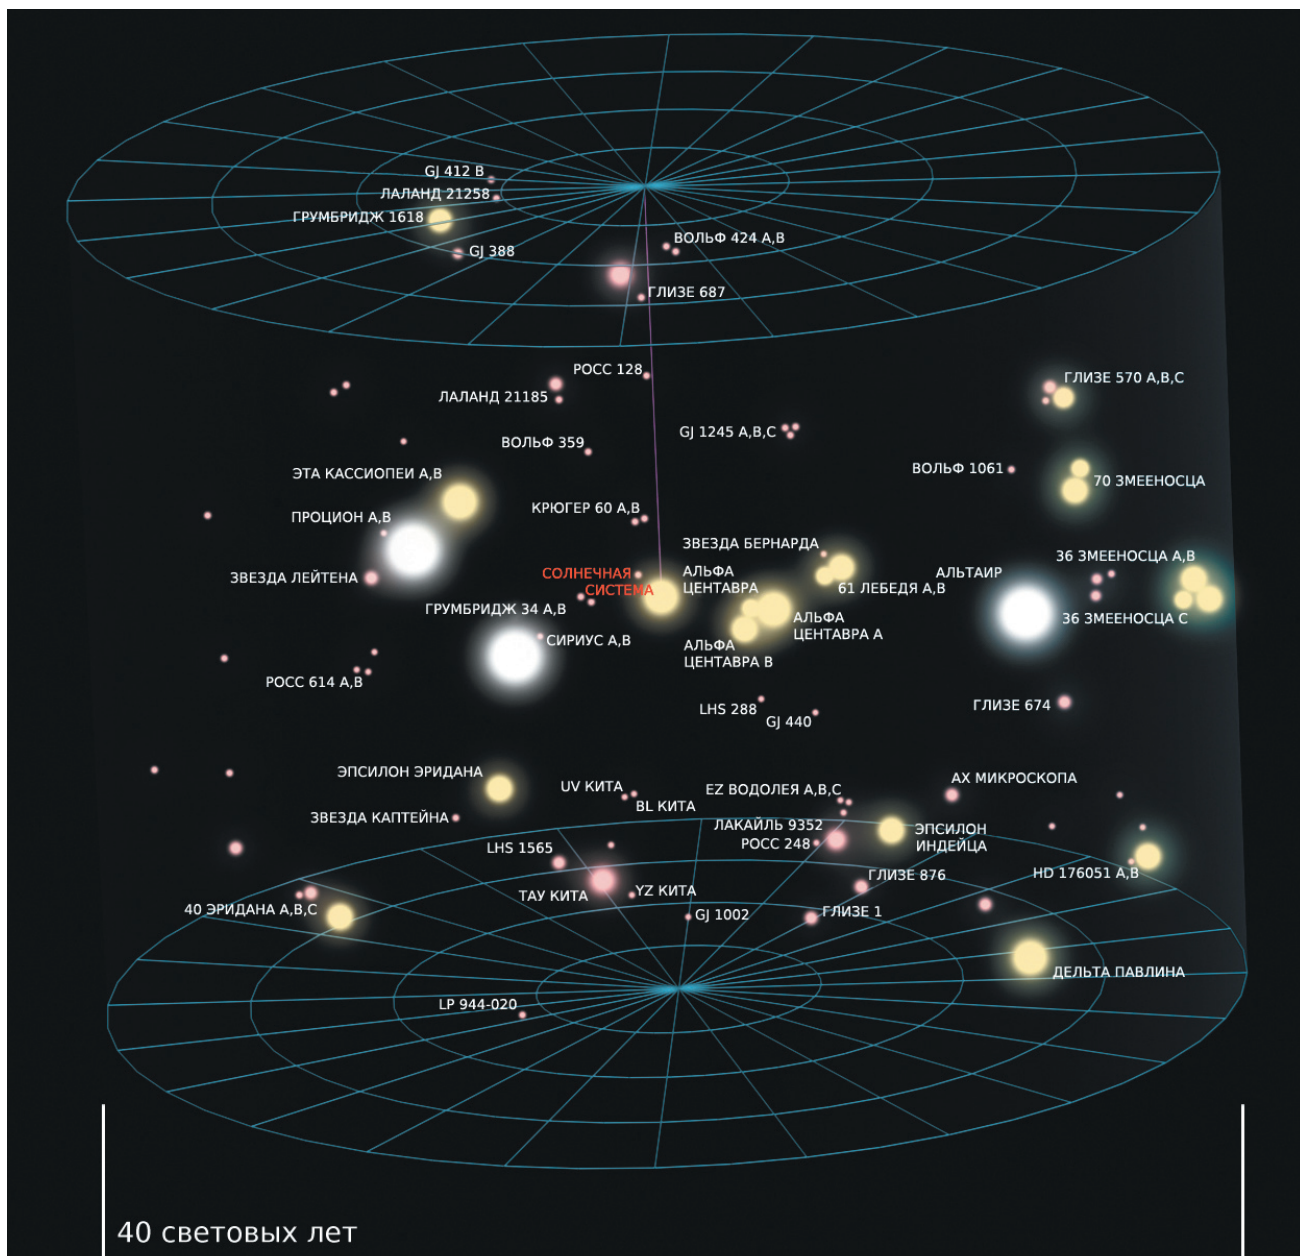 GJ 412 B
ЛАЛАНД 21258
ГРУМБРИДЖ 1618
GJ 388
ВОЛЬФ 424 А,В
ГЛИЗЕ 687
РОСС 128
ЛАЛАНД 21185
ГЛИЗЕ 570 А,В,С
GJ 1245 А,В,С
ВОЛЬФ 359
ВОЛЬФ 1061
ЭТА КАССИОПЕИ А,В
70 ЗМЕЕНОСЦА
КРЮГЕР 60 А,В
ПРОЦИОН А,В
ЗВЕЗДА БЕРНАРДА
36 ЗМЕЕНОСЦА А,В
ЗВЕЗДА ЛЕЙТЕНА
СОЛНЕЧНАЯ
СИСТЕМА
АЛЬФА
ЦЕНТАВРА
61 ЛЕБЕДЯ А,В
АЛЬТАИР
ГРУМБРИДЖ 34 А,В
АЛЬФА
ЦЕНТАВРА А
36 ЗМЕЕНОСЦА С
СИРИУС А,В
АЛЬФА
ЦЕНТАВРА В
РОСС 614 А,В
LHS 288
GJ 440
ГЛИЗЕ 674
ЭПСИЛОН ЭРИДАНА
UV КИТА
BL КИТА
EZ ВОДОЛЕЯ А,В,С
АХ МИКРОСКОПА
ЗВЕЗДА КАПТЕЙНА
ЛАКАЙЛЬ 9352
ЭПСИЛОН
ИНДЕЙЦА
LHS 1565
РОСС 248
HD 176051 А,В
ТАУ КИТА
YZ КИТА
ГЛИЗЕ 876
40 ЭРИДАНА А,В,С
GJ 1002
ГЛИЗЕ 1
ДЕЛЬТА ПАВЛИНА
LP 944-020
40 световых лет